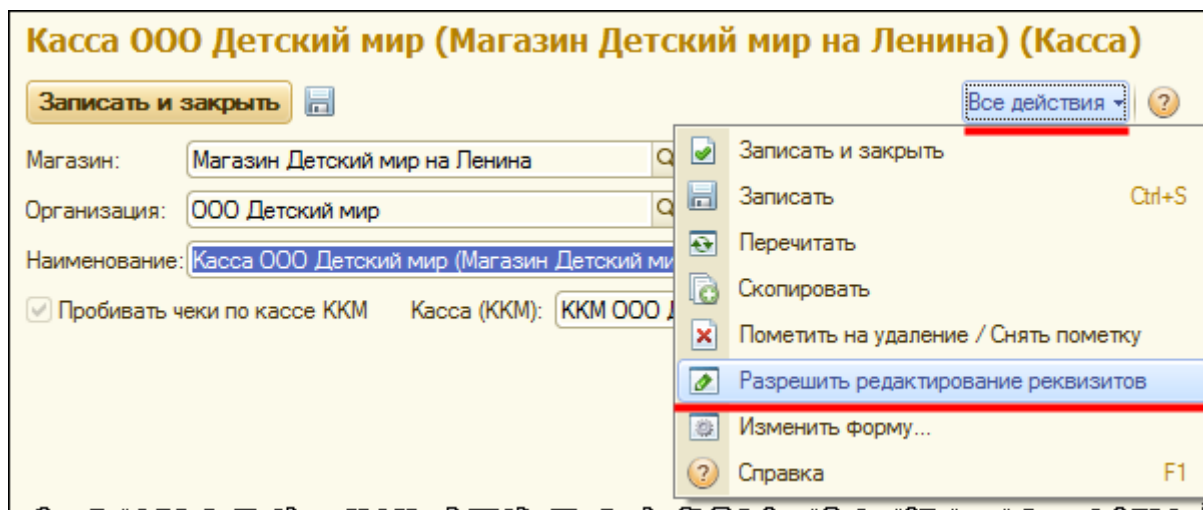 Касса ООО Детский мир (Магазин Детский мир на Ленина) (Касса)
Записать и закрыть
Все действия
Магазин: Магазин Детский мир на Ленина
Организация: ООО Детский мир
Наименование: Касса ООО Детский мир (Магазин Детский
Пробивать чеки по кассе ККМ Касса (ККМ): ККМ ООО
Записать и закрыть
Записать Ctrl+S
Перечитать
Скопировать
Пометить на удаление / Снять пометку
Разрешить редактирование реквизитов
Изменить форму...
Справка F1